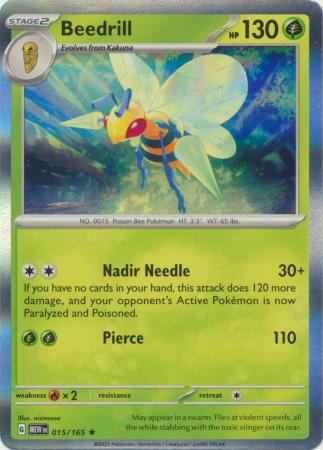 STAGE2 Beedrill HP 130
Evolves from Kakuna
NO. 0015 Poison Bee Pokémon HT: 3'3" WT: 65 lbs.
Nadir Needle 30+
If you have no cards in your hand, this attack does 120 more
damage, and your opponent's Active Pokémon is now
Paralyzed and Poisoned.
Pierce 110
weakness ×2 resistance retreat
Illus. nisimono
G MEW EN 015/165 ★
May appear in a swarm. Flies at violent speeds, all
the while stabbing with the toxic stinger on its rear.
©2023 Pokémon / Nintendo / Creatures / GAME FREAK